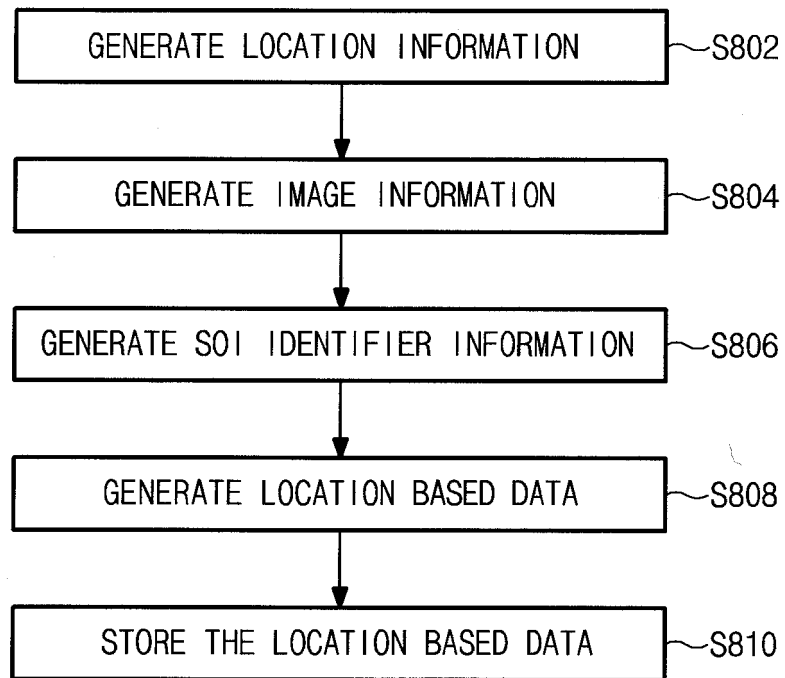 GENERATE LOCATION INFORMATION S802
GENERATE IMAGE INFORMATION S804
GENERATE SOI IDENTIFIER INFORMATION S806
GENERATE LOCATION BASED DATA S808
STORE THE LOCATION BASED DATA S810